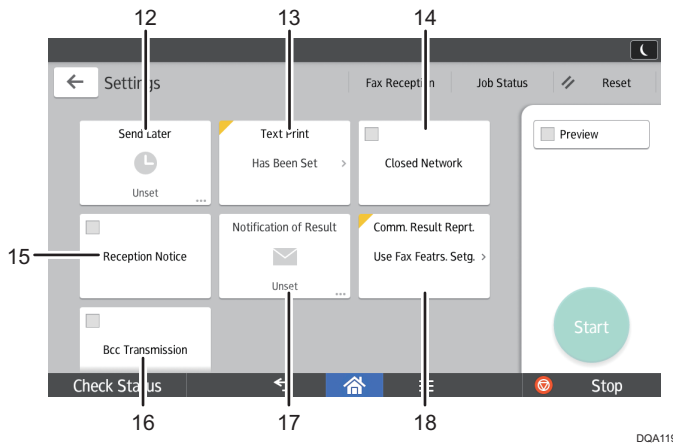 12 13 14
Settings Fax Reception Job Status Reset
Send Later Text Print Preview
Has Been Set Closed Network
Unset
15 Reception Notice Notification of Result Comm. Result Reprt.
Use Fax Featrs. Setg.
Unset
Start
Bcc Transmission
Check Status Stop
16 17 18
DQA119